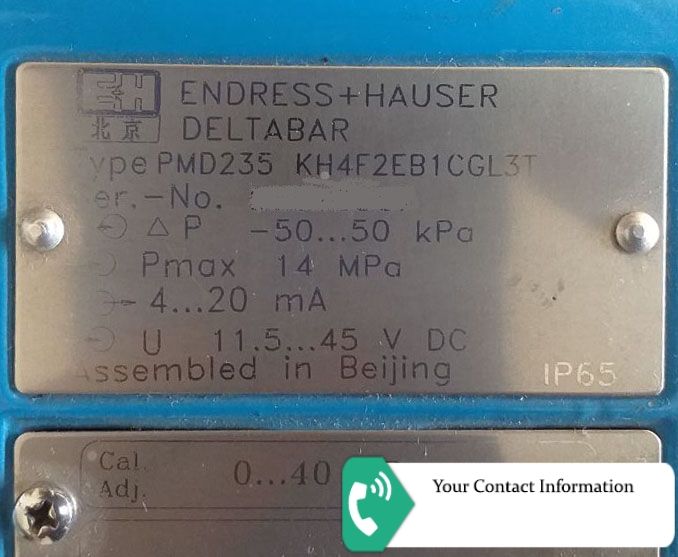 E+H ENDRESS+HAUSER
北京 DELTABAR
ype PMD235 KH4F2EB1CGL3T
er.-No.
Δ P -50...50 kPa
Pmax 14 MPa
4...20 mA
U 11.5...45 V DC
Assembled in Beijing IP65
Cal.
Adj. 0...40
Your Contact Information